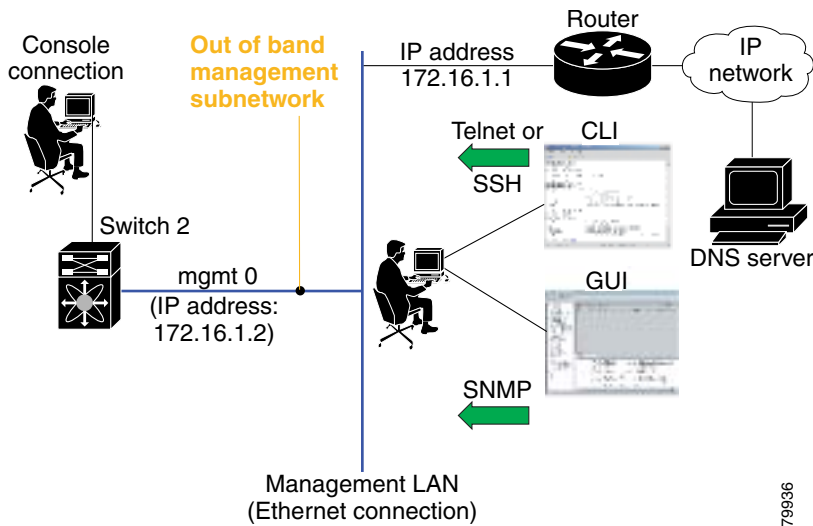 Console
connection
Out of band
management
subnetwork
Router
IP address
172.16.1.1
IP
network
Telnet or
SSH
CLI
Switch 2
DNS server
mgmt 0
(IP address:
172.16.1.2)
GUI
SNMP
Management LAN
(Ethernet connection)
79936